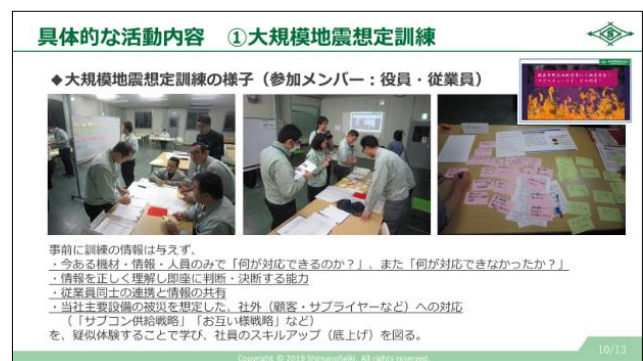 具体的な活動内容 ①大規模地震想定訓練
◆大規模地震想定訓練の様子(参加メンバー:役員・従業員)
事前に訓練の情報は与えず、
・今ある機材・情報・人員のみで「何が対応できるのか?」、また「何が対応できなかったか?」
・情報を正しく理解し即座に判断・決断する能力
・従業員同士の連携と情報の共有
・当社主要設備の被災を想定した、社外(顧客・サプライヤーなど)への対応
(「サブコン供給戦略」「お互い様戦略」など)
を、疑似体験することで学び、社員のスキルアップ(底上げ)を図る。
10/13
Copyright © 2019 ShinwaoSeiki. All rights reserved.